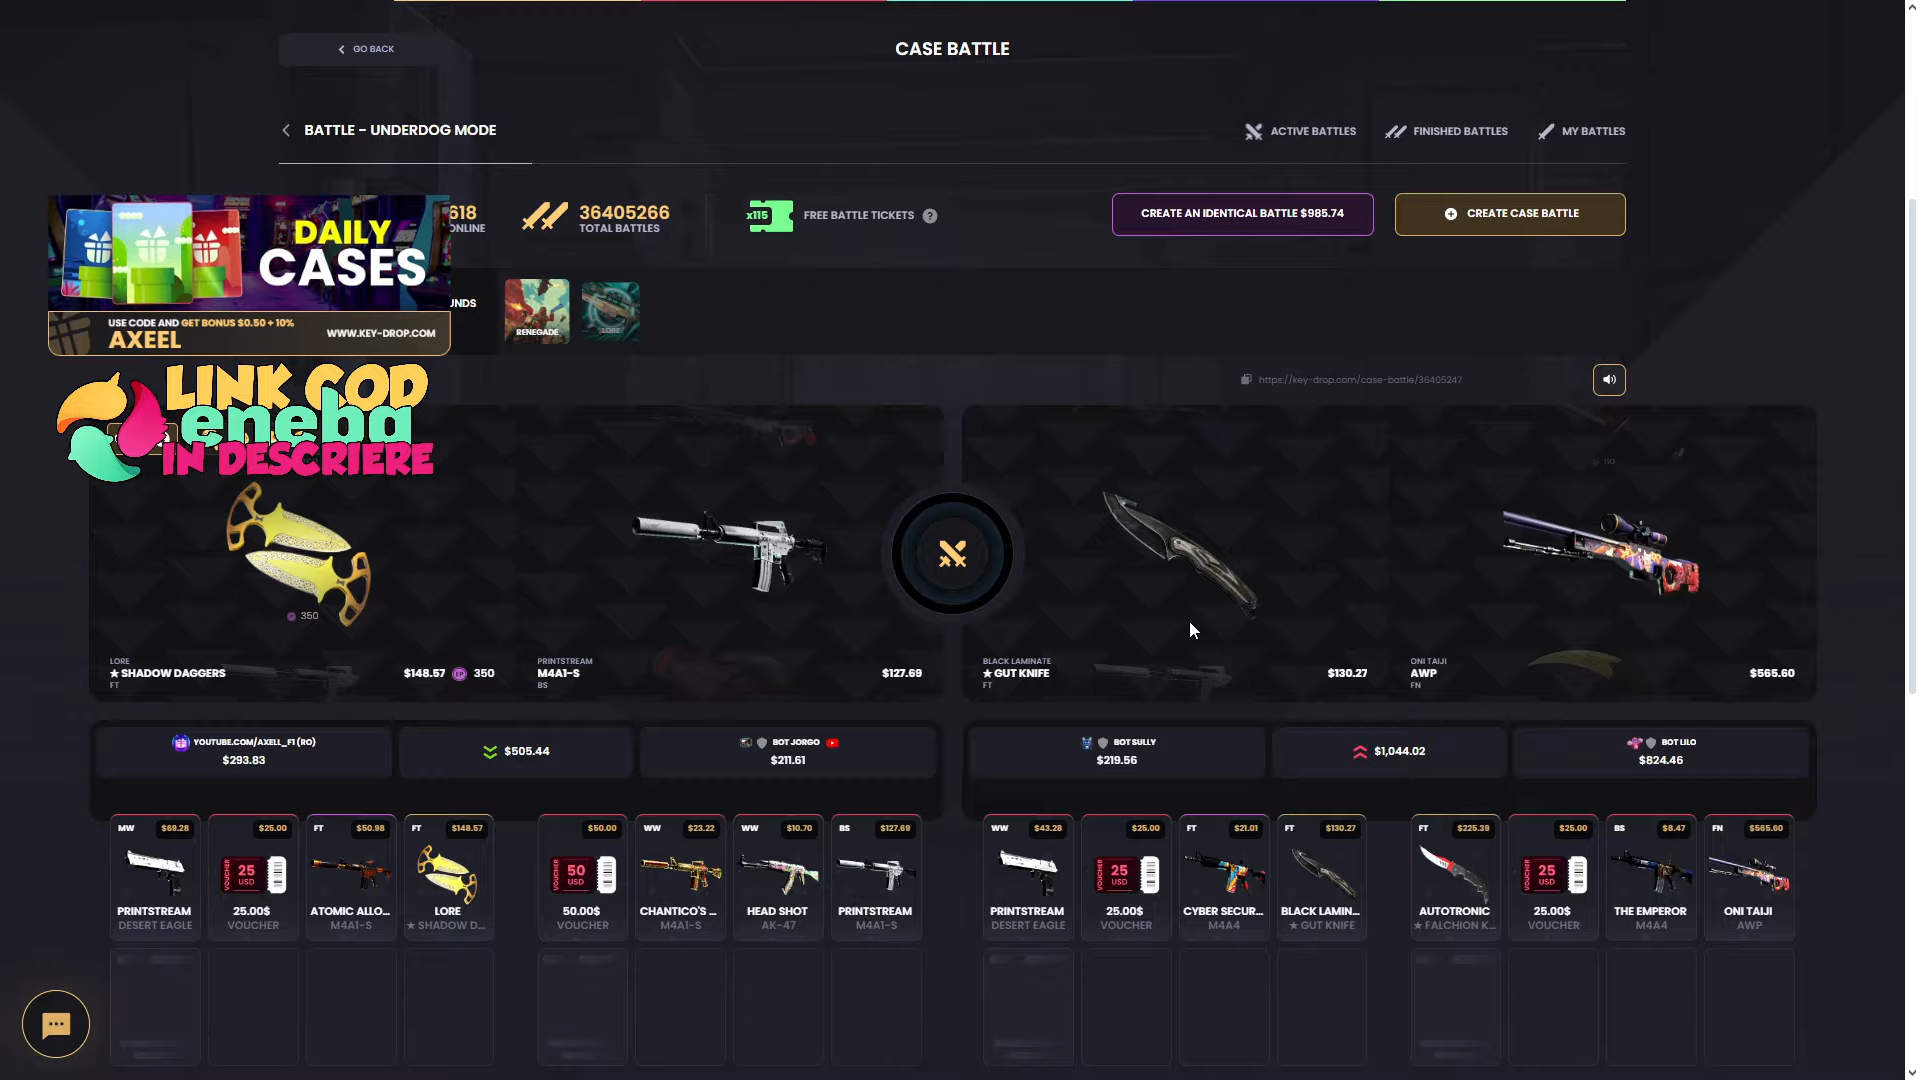 GO BACK
CASE BATTLE
BATTLE - UNDERDOG MODE
ACTIVE BATTLES
FINISHED BATTLES
MY BATTLES
618
ONLINE
36405266
TOTAL BATTLES
x115
FREE BATTLE TICKETS
?
CREATE AN IDENTICAL BATTLE $985.74
CREATE CASE BATTLE
DAILY
CASES
USE CODE AND GET BONUS $0.50 + 10%
AXEEL
WWW.KEY-DROP.COM
UNDS
RENEGADE
LORE
LINK COD
eneba
IN DESCRIERE
https://key-drop.com/case-battle/36405247
110
350
LORE
★ SHADOW DAGGERS
FT
$148.57 EP 350
PRINTSTREAM
M4A1-S
BS
$127.69
BLACK LAMINATE
★ GUT KNIFE
FT
$130.27
ONI TAIJI
AWP
FN
$565.60
YOUTUBE.COM/AXELL_F1 (RO)
$293.83
$505.44
BOT JORGO
$211.61
BOT SULLY
$219.56
$1,044.02
BOT LILO
$824.46
MW $69.28
PRINTSTREAM
DESERT EAGLE
$25.00
VOUCHER 25 USD
25.00$
VOUCHER
FT $50.98
ATOMIC ALLO...
M4A1-S
FT $148.57
LORE
★ SHADOW D...
$50.00
VOUCHER 50 USD
50.00$
VOUCHER
WW $23.22
CHANTICO'S ...
M4A1-S
WW $10.70
HEAD SHOT
AK-47
BS $127.69
PRINTSTREAM
M4A1-S
WW $43.28
PRINTSTREAM
DESERT EAGLE
$25.00
VOUCHER 25 USD
25.00$
VOUCHER
FT $21.01
CYBER SECUR...
M4A4
FT $130.27
BLACK LAMIN...
★ GUT KNIFE
FT $225.39
AUTOTRONIC
★ FALCHION K...
$25.00
VOUCHER 25 USD
25.00$
VOUCHER
BS $8.47
THE EMPEROR
M4A4
FN $565.60
ONI TAIJI
AWP